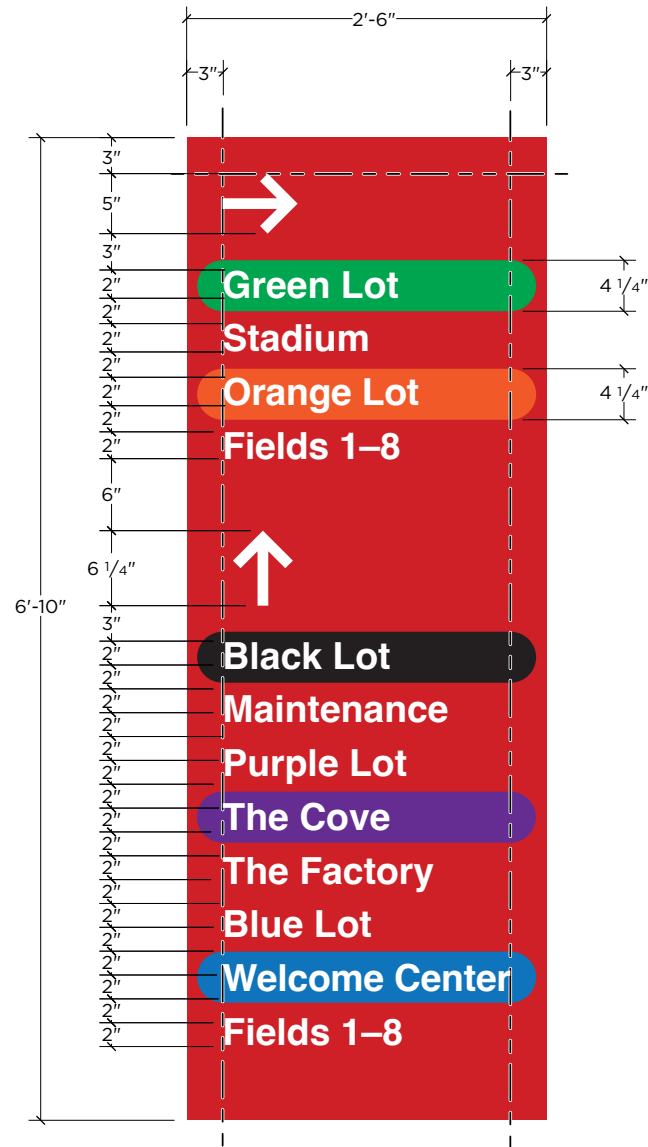 2'-6"
3" 3"
3"
5"
3"
Green Lot
4 1/4"
2"
2"
Stadium
2"
2"
Orange Lot
4 1/4"
2"
2"
Fields 1–8
2"
6"
6 1/4"
6'-10"
3"
Black Lot
2"
2"
Maintenance
2"
2"
Purple Lot
2"
2"
The Cove
2"
2"
The Factory
2"
2"
Blue Lot
2"
2"
Welcome Center
2"
2"
Fields 1–8
2"
2"